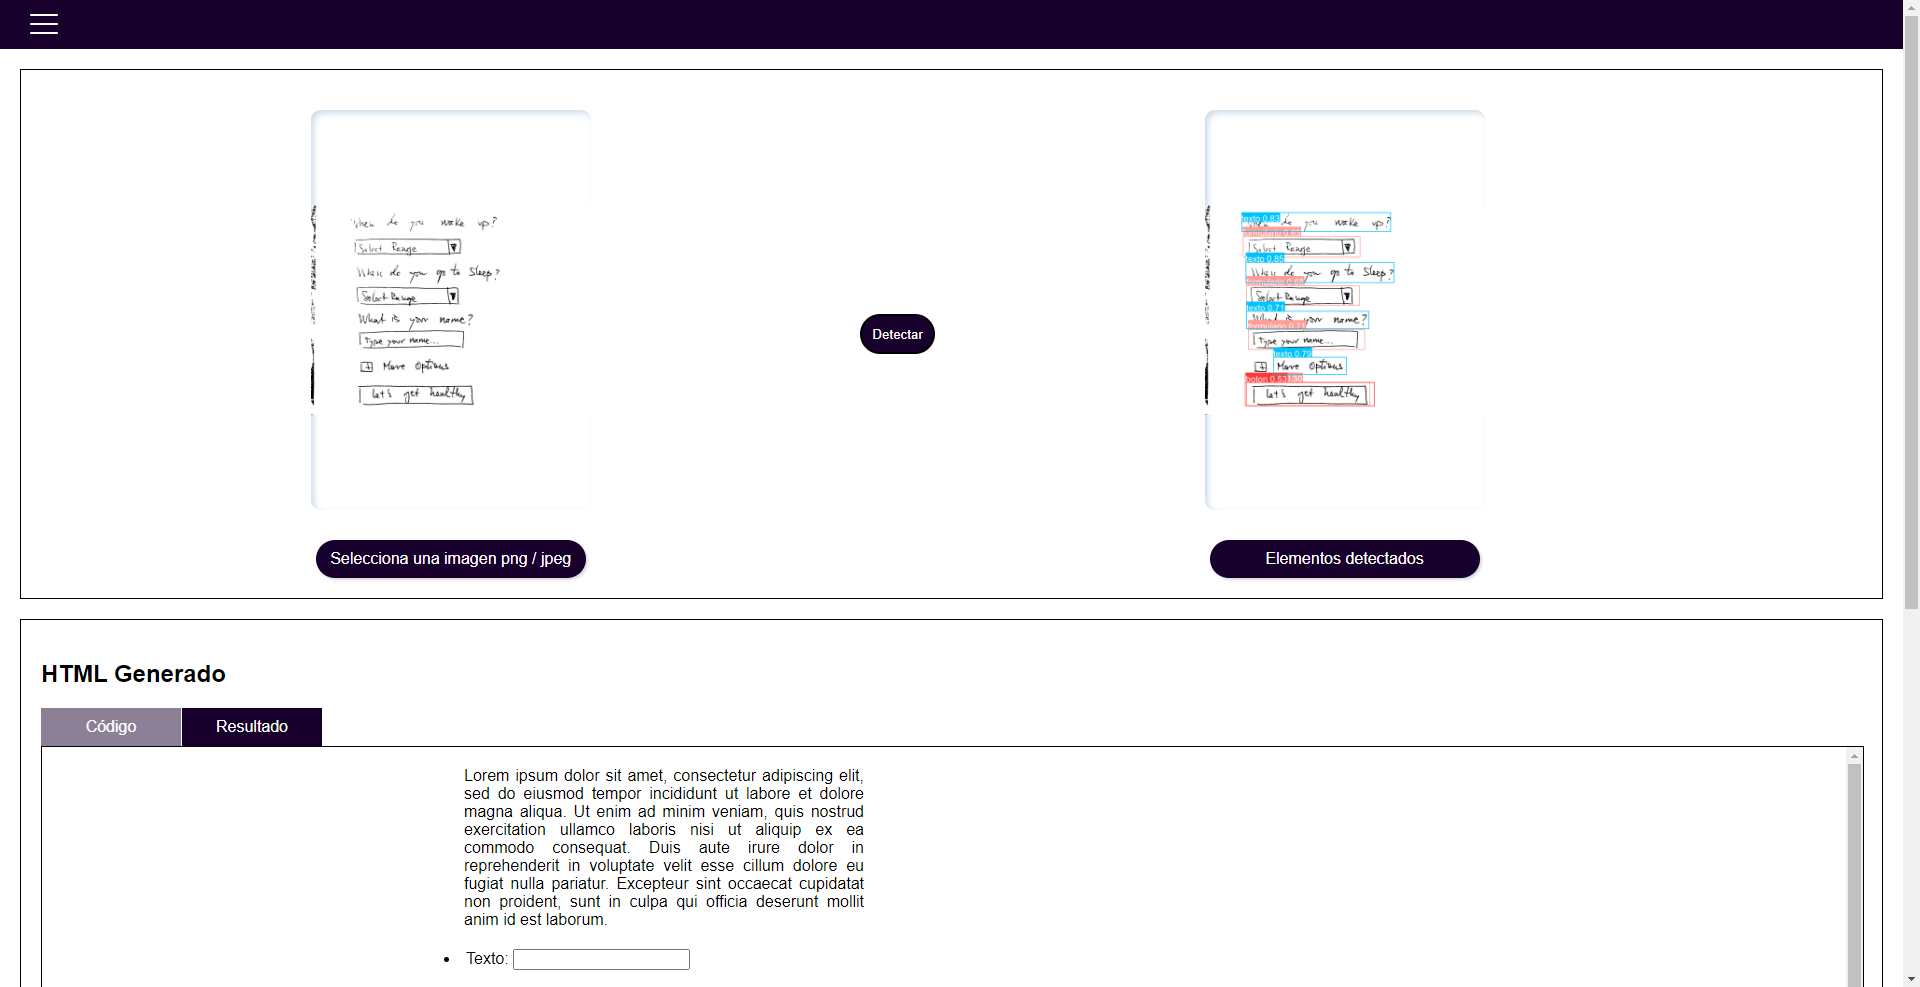 When do you wake up?
Select Range
When do you go to Sleep?
Select Range
What is your name?
Type your name...
More Options
Let's get healthy
Detectar
texto 0.83
do you wake up?
Select Range
texto 0.85
When do you go to Sleep?
Select Range
texto 0.71
What is your name?
formulario 0.71
Type your name...
texto 0.79
More Options
boton 0.53
Let's get healthy
Selecciona una imagen png / jpeg
Elementos detectados
HTML Generado
Código
Resultado
Lorem ipsum dolor sit amet, consectetur adipiscing elit,
sed do eiusmod tempor incididunt ut labore et dolore
magna aliqua. Ut enim ad minim veniam, quis nostrud
exercitation ullamco laboris nisi ut aliquip ex ea
commodo consequat. Duis aute irure dolor in
reprehenderit in voluptate velit esse cillum dolore eu
fugiat nulla pariatur. Excepteur sint occaecat cupidatat
non proident, sunt in culpa qui officia deserunt mollit
anim id est laborum.
Texto: